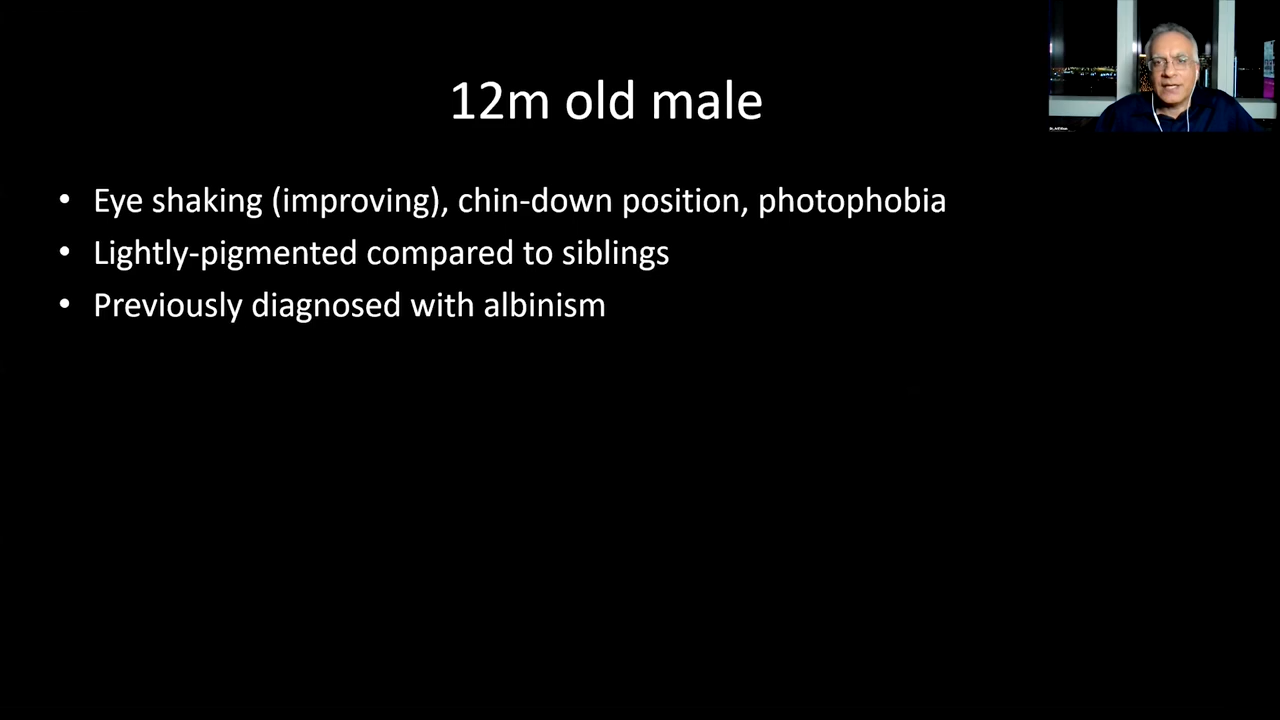 12m old male
• Eye shaking (improving), chin-down position, photophobia
• Lightly-pigmented compared to siblings
• Previously diagnosed with albinism